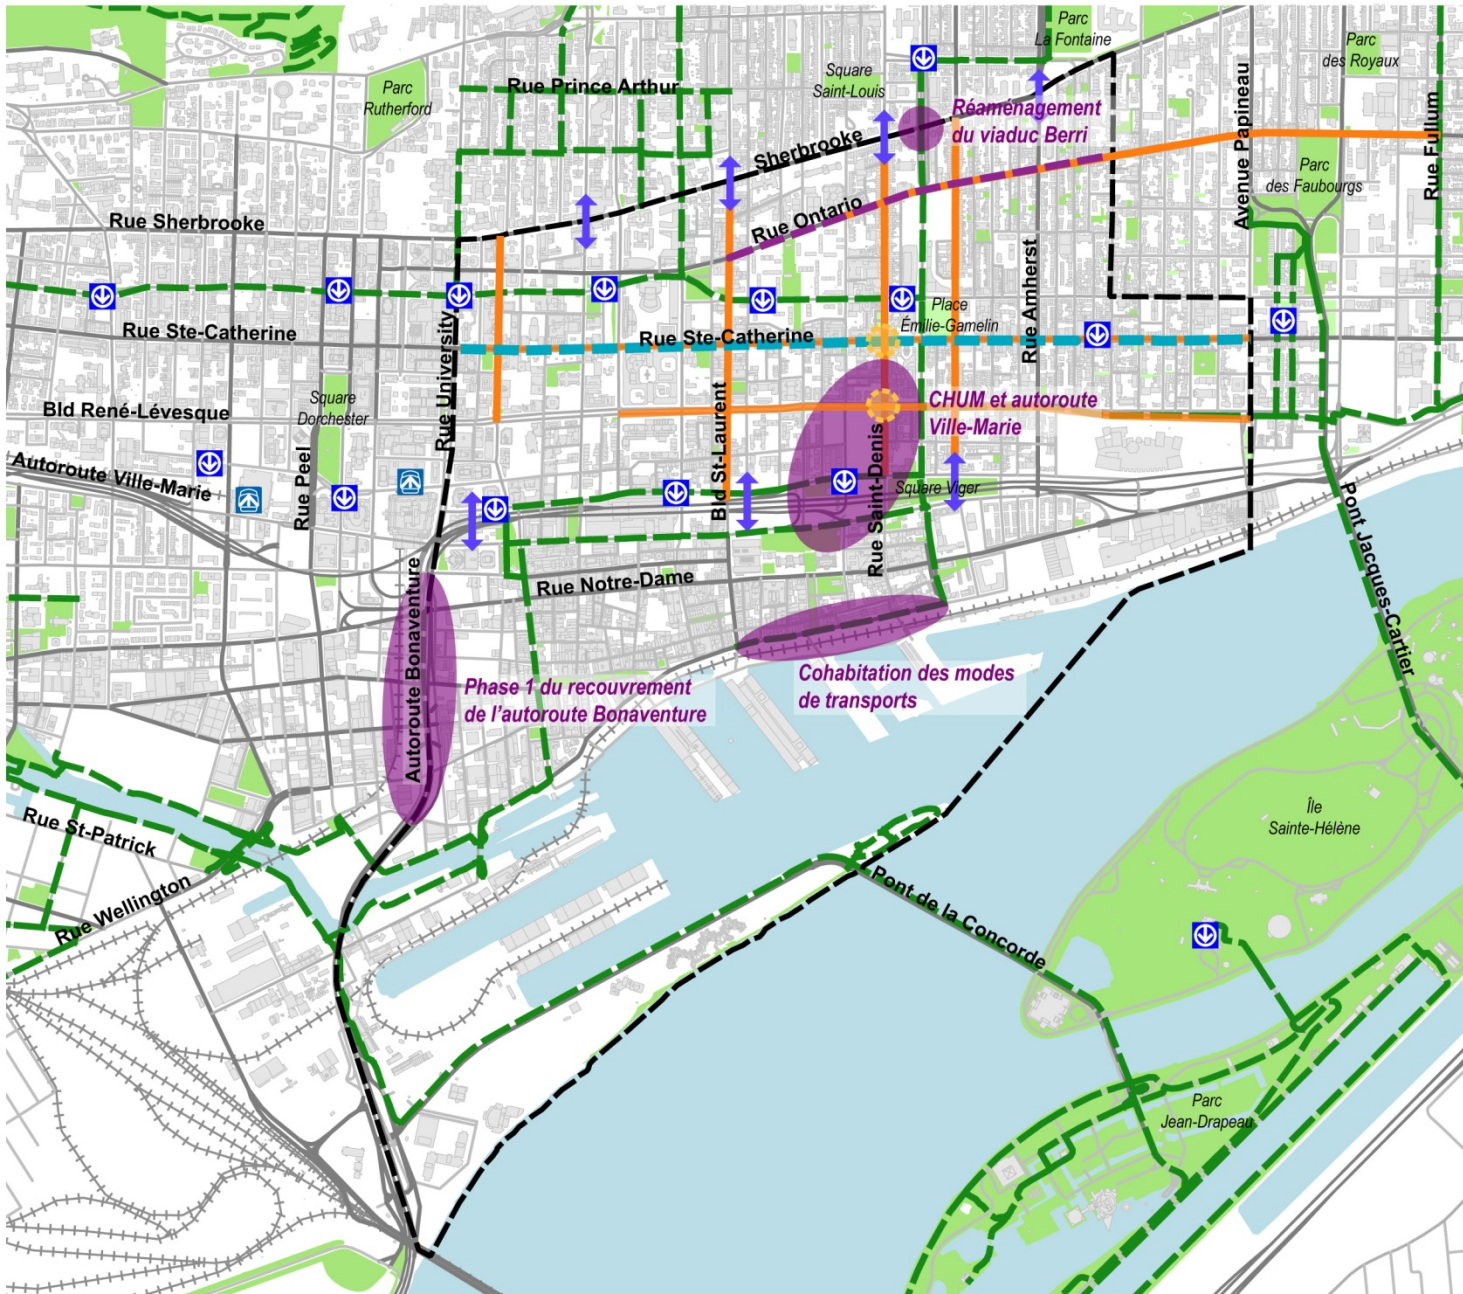 Parc
La Fontaine
Parc
des Royaux
Square
Saint-Louis
Parc
Rutherford
Rue Prince Arthur
Réaménagement
du viaduc Berri
Sherbrooke
Avenue Papineau
Rue Fullum
Parc
des Faubourgs
Rue Sherbrooke
Rue Ontario
Rue Amherst
Place
Émilie-Gamelin
Rue Ste-Catherine
Rue Ste-Catherine
Rue University
Square
Dorchester
Bld René-Lévesque
Bld St-Laurent
CHUM et autoroute
Ville-Marie
Rue Saint-Denis
Autoroute Ville-Marie
Rue Peel
Square Viger
Pont Jacques-Cartier
Rue Notre-Dame
Autoroute Bonaventure
Phase 1 du recouvrement
de l'autoroute Bonaventure
Cohabitation des modes
de transports
Île
Sainte-Hélène
Rue St-Patrick
Rue Wellington
Pont de la Concorde
Parc
Jean-Drapeau